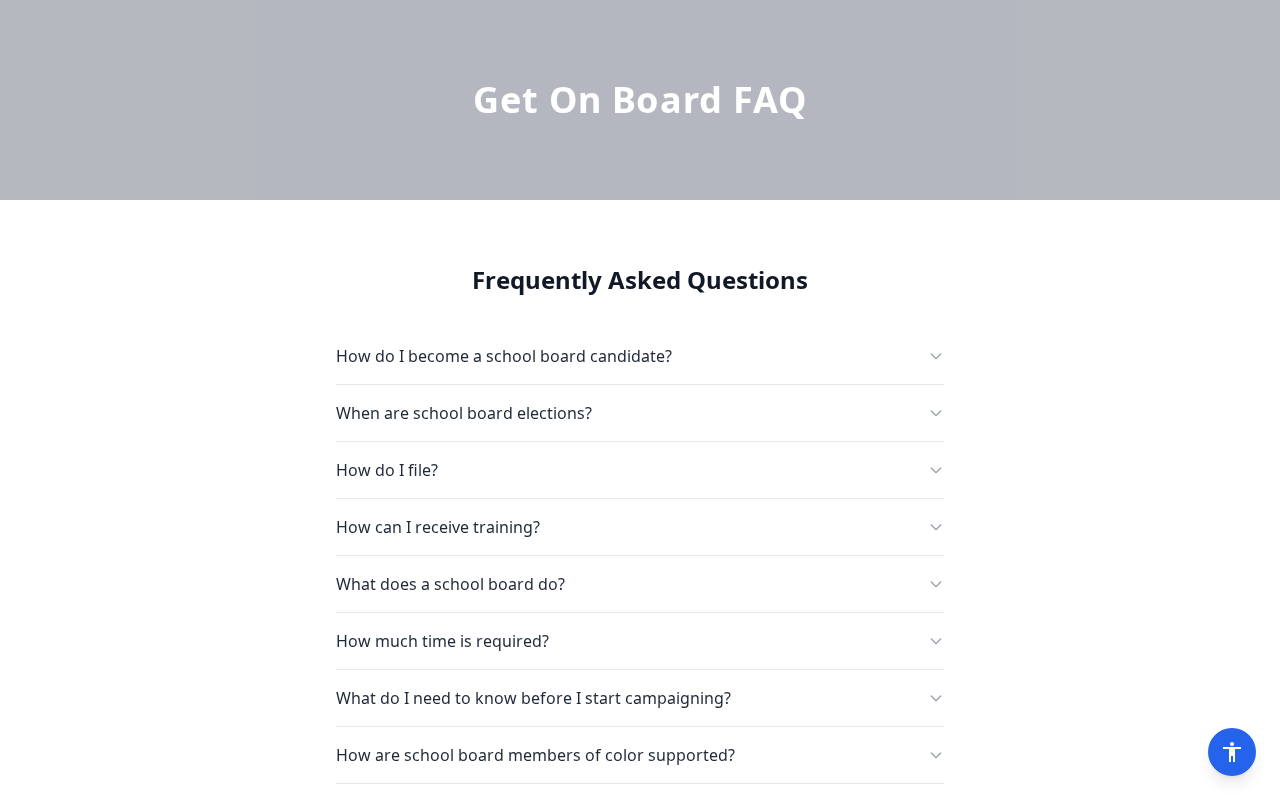 Get On Board FAQ
Frequently Asked Questions
How do I become a school board candidate?
When are school board elections?
How do I file?
How can I receive training?
What does a school board do?
How much time is required?
What do I need to know before I start campaigning?
How are school board members of color supported?